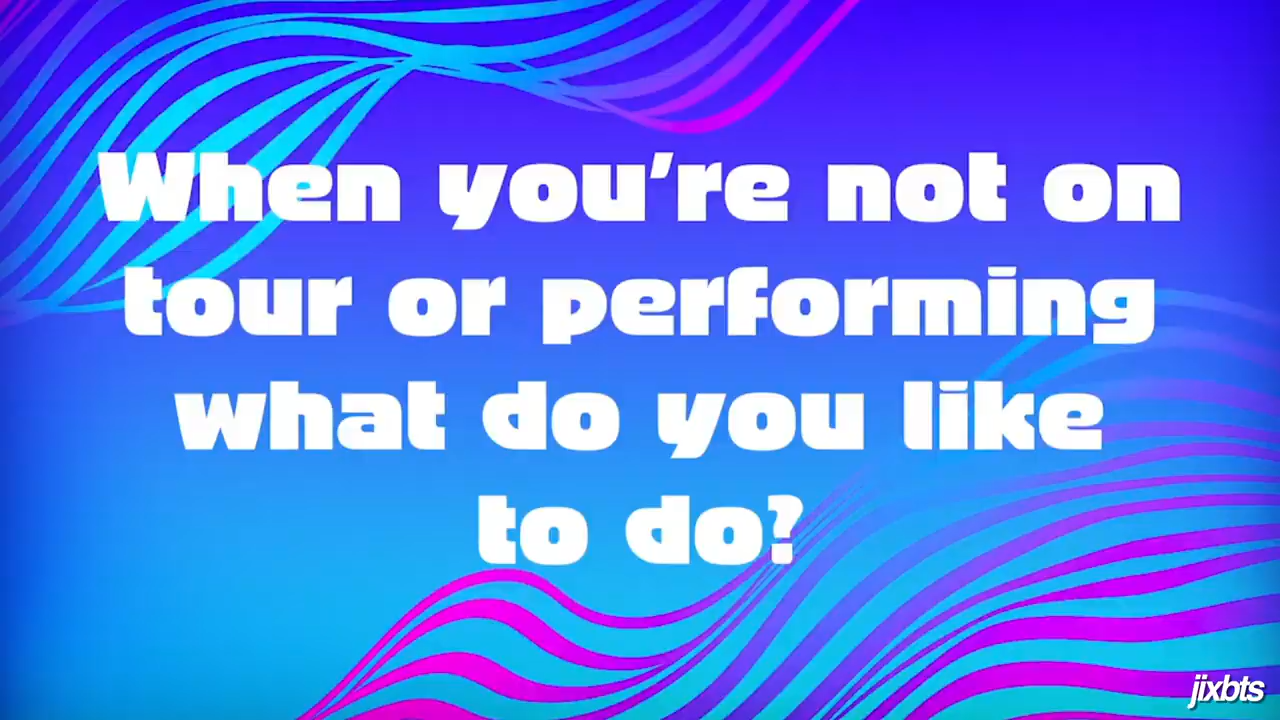 When you're not on
tour or performing
what do you like
to do?
jixbts